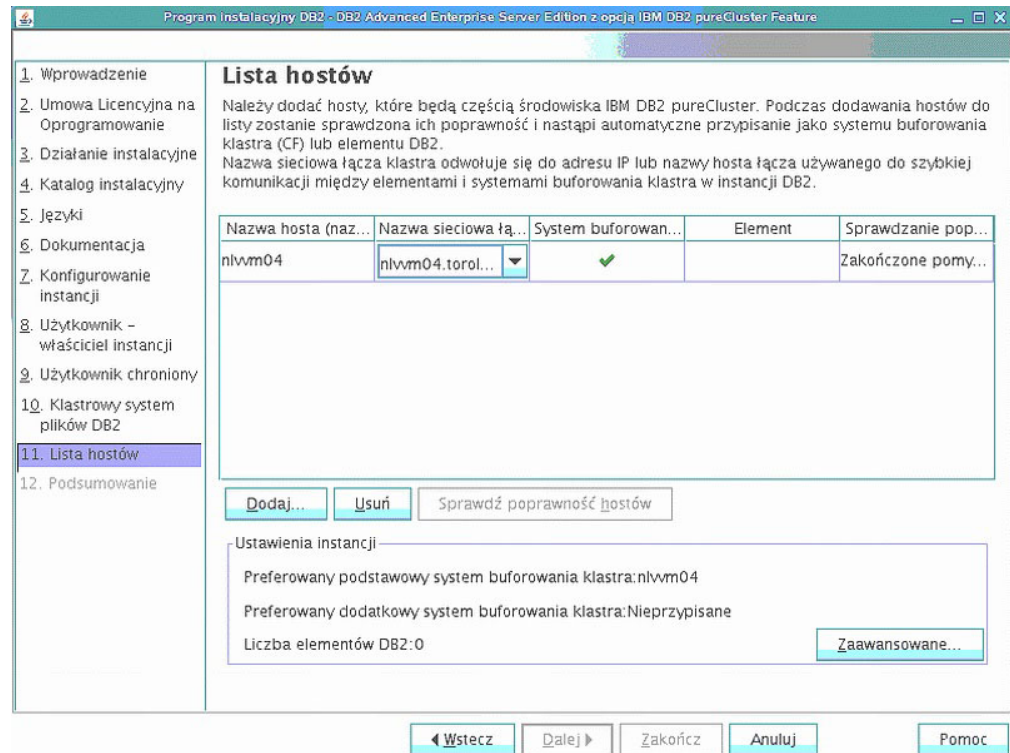 Program instalacyjny DB2 - DB2 Advanced Enterprise Server Edition z opcją IBM DB2 pureCluster Feature
1. Wprowadzenie
2. Umowa Licencyjna na
Oprogramowanie
3. Działanie instalacyjne
4. Katalog instalacyjny
5. Języki
6. Dokumentacja
7. Konfigurowanie
instancji
8. Użytkownik –
właściciel instancji
9. Użytkownik chroniony
10. Klastrowy system
plików DB2
11. Lista hostów
12. Podsumowanie
Lista hostów
Należy dodać hosty, które będą częścią środowiska IBM DB2 pureCluster. Podczas dodawania hostów do
listy zostanie sprawdzona ich poprawność i nastąpi automatyczne przypisanie jako systemu buforowania
klastra (CF) lub elementu DB2.
Nazwa sieciowa łącza klastra odwołuje się do adresu IP lub nazwy hosta łącza używanego do szybkiej
komunikacji między elementami i systemami buforowania klastra w instancji DB2.
Nazwa hosta (naz... Nazwa sieciowa łą... System buforowan... Element Sprawdzanie pop...
nlvvm04 nlvvm04.torol... Zakończone pomy...
Dodaj... Usuń Sprawdź poprawność hostów
Ustawienia instancji
Preferowany podstawowy system buforowania klastra:nlvvm04
Preferowany dodatkowy system buforowania klastra:Nieprzypisane
Liczba elementów DB2:0 Zaawansowane...
Wstecz Dalej Zakończ Anuluj Pomoc